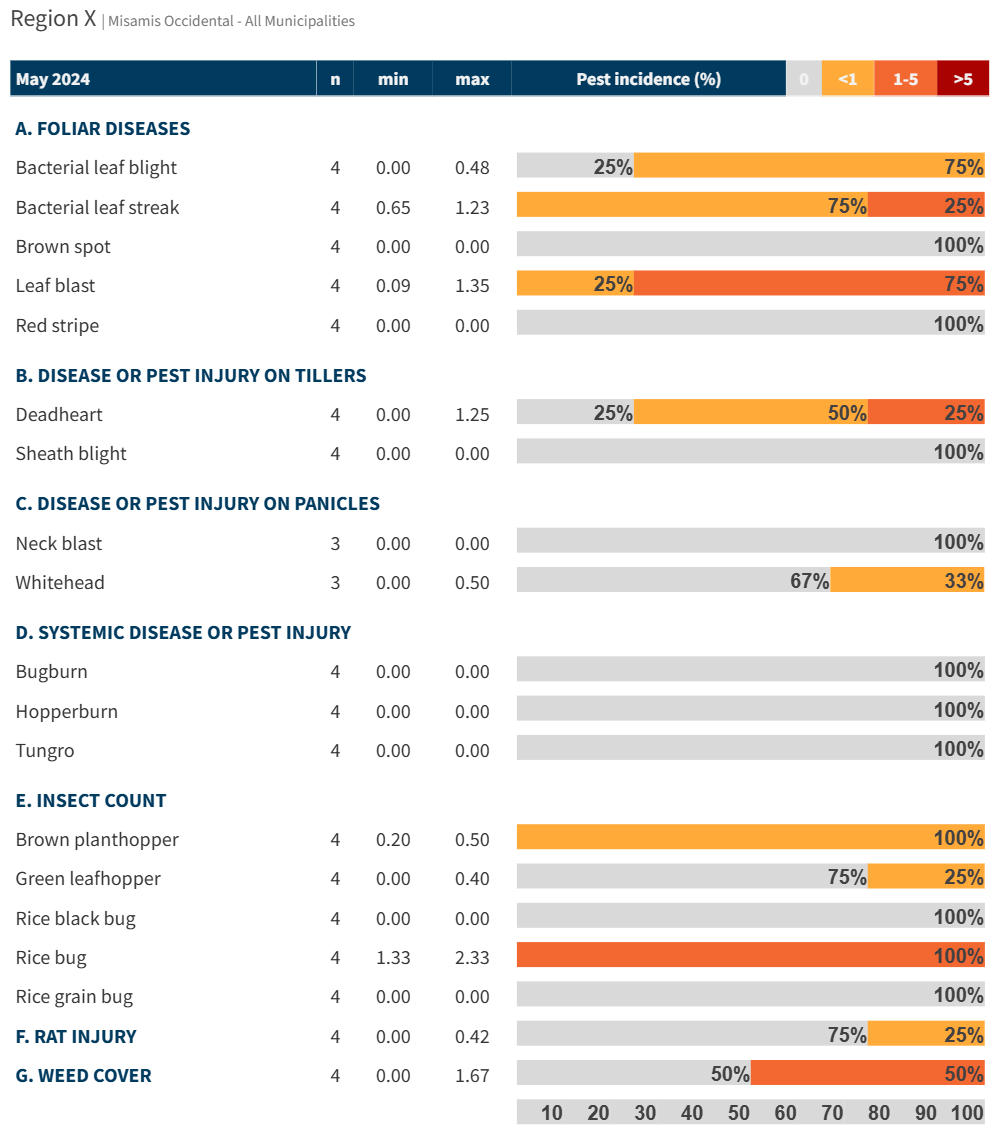 Region X | Misamis Occidental - All Municipalities
May 2024 n min max Pest incidence (%) 0 <1 1-5 >5
A. FOLIAR DISEASES
Bacterial leaf blight 4 0.00 0.48 25% 75%
Bacterial leaf streak 4 0.65 1.23 75% 25%
Brown spot 4 0.00 0.00 100%
Leaf blast 4 0.09 1.35 25% 75%
Red stripe 4 0.00 0.00 100%
B. DISEASE OR PEST INJURY ON TILLERS
Deadheart 4 0.00 1.25 25% 50% 25%
Sheath blight 4 0.00 0.00 100%
C. DISEASE OR PEST INJURY ON PANICLES
Neck blast 3 0.00 0.00 100%
Whitehead 3 0.00 0.50 67% 33%
D. SYSTEMIC DISEASE OR PEST INJURY
Bugburn 4 0.00 0.00 100%
Hopperburn 4 0.00 0.00 100%
Tungro 4 0.00 0.00 100%
E. INSECT COUNT
Brown planthopper 4 0.20 0.50 100%
Green leafhopper 4 0.00 0.40 75% 25%
Rice black bug 4 0.00 0.00 100%
Rice bug 4 1.33 2.33 100%
Rice grain bug 4 0.00 0.00 100%
F. RAT INJURY 4 0.00 0.42 75% 25%
G. WEED COVER 4 0.00 1.67 50% 50%
10 20 30 40 50 60 70 80 90 100